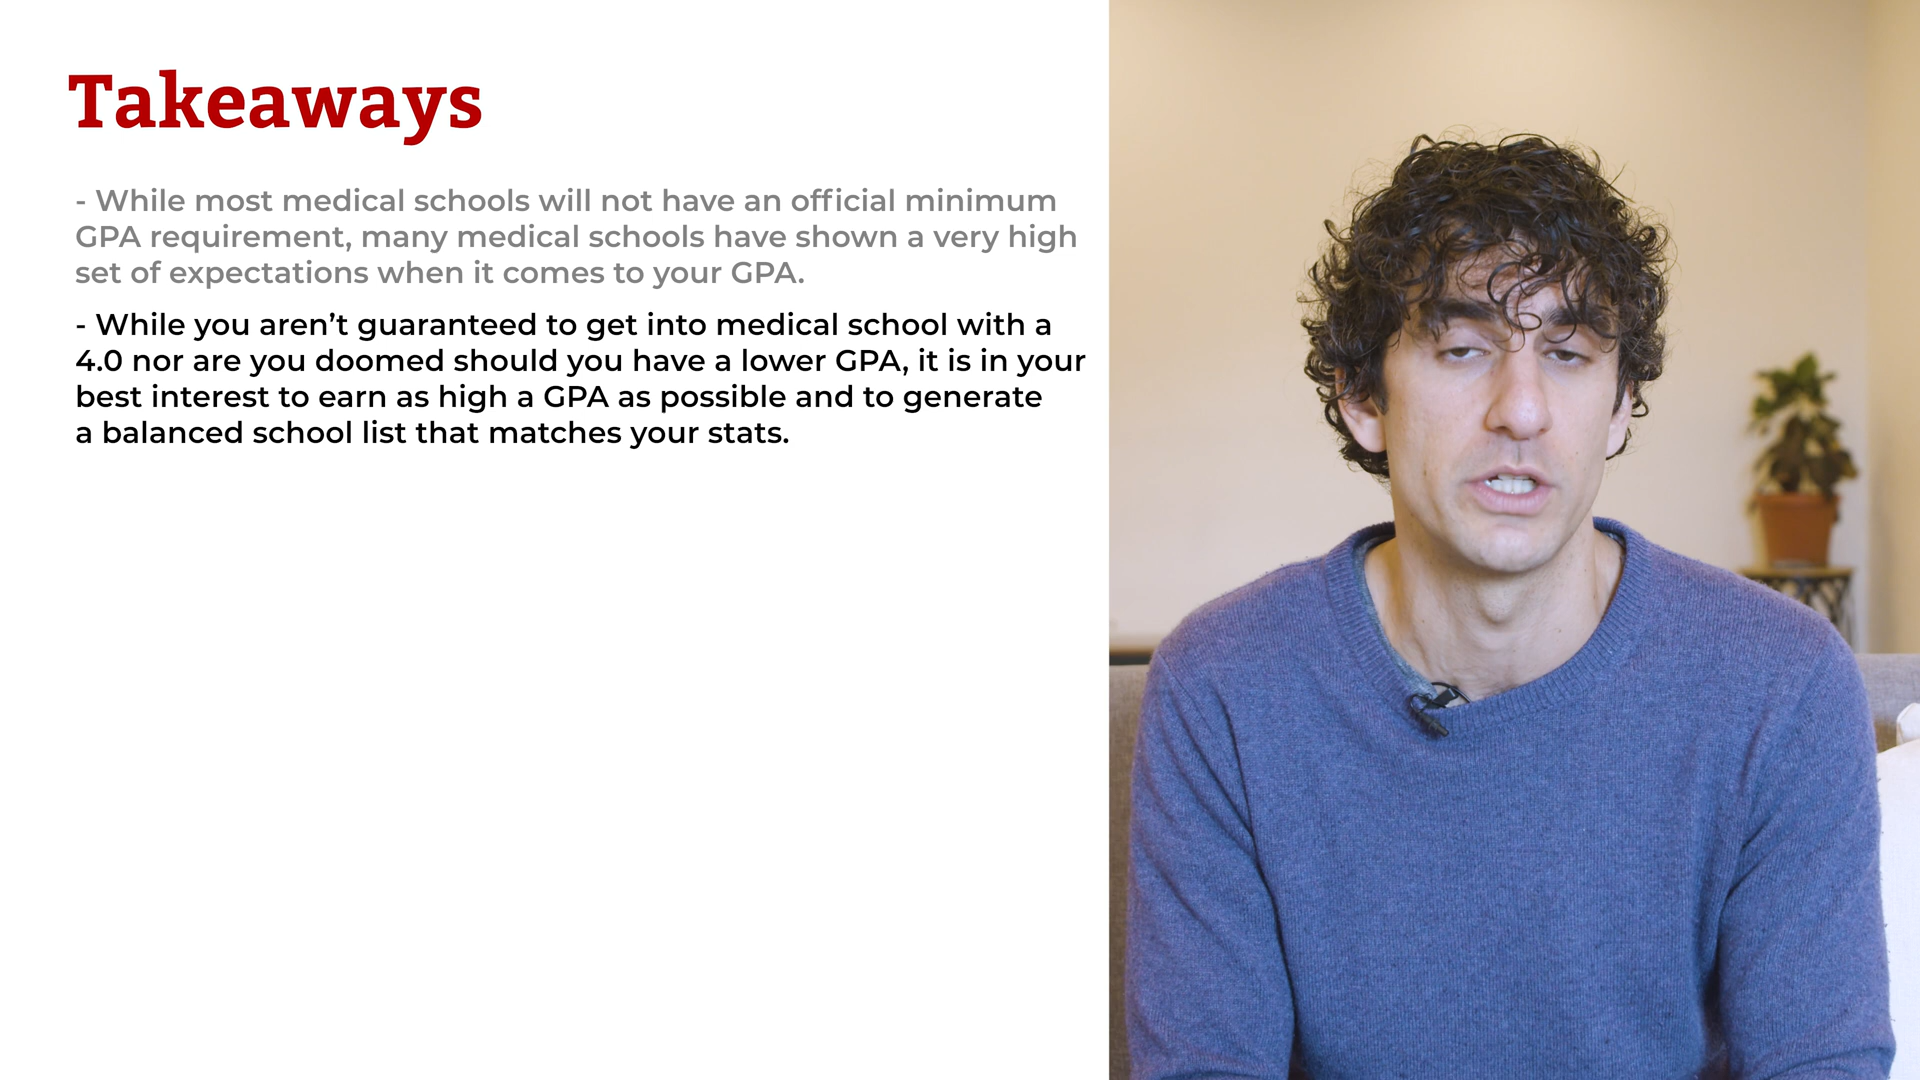 Takeaways
- While most medical schools will not have an official minimum
GPA requirement, many medical schools have shown a very high
set of expectations when it comes to your GPA.
- While you aren’t guaranteed to get into medical school with a
4.0 nor are you doomed should you have a lower GPA, it is in your
best interest to earn as high a GPA as possible and to generate
a balanced school list that matches your stats.